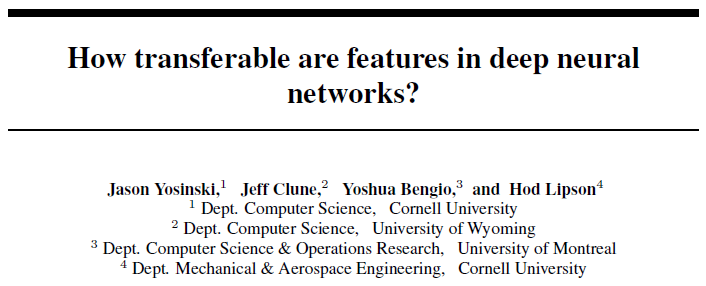 How transferable are features in deep neural
networks?
Jason Yosinski,¹ Jeff Clune,² Yoshua Bengio,³ and Hod Lipson⁴
¹ Dept. Computer Science, Cornell University
² Dept. Computer Science, University of Wyoming
³ Dept. Computer Science & Operations Research, University of Montreal
⁴ Dept. Mechanical & Aerospace Engineering, Cornell University